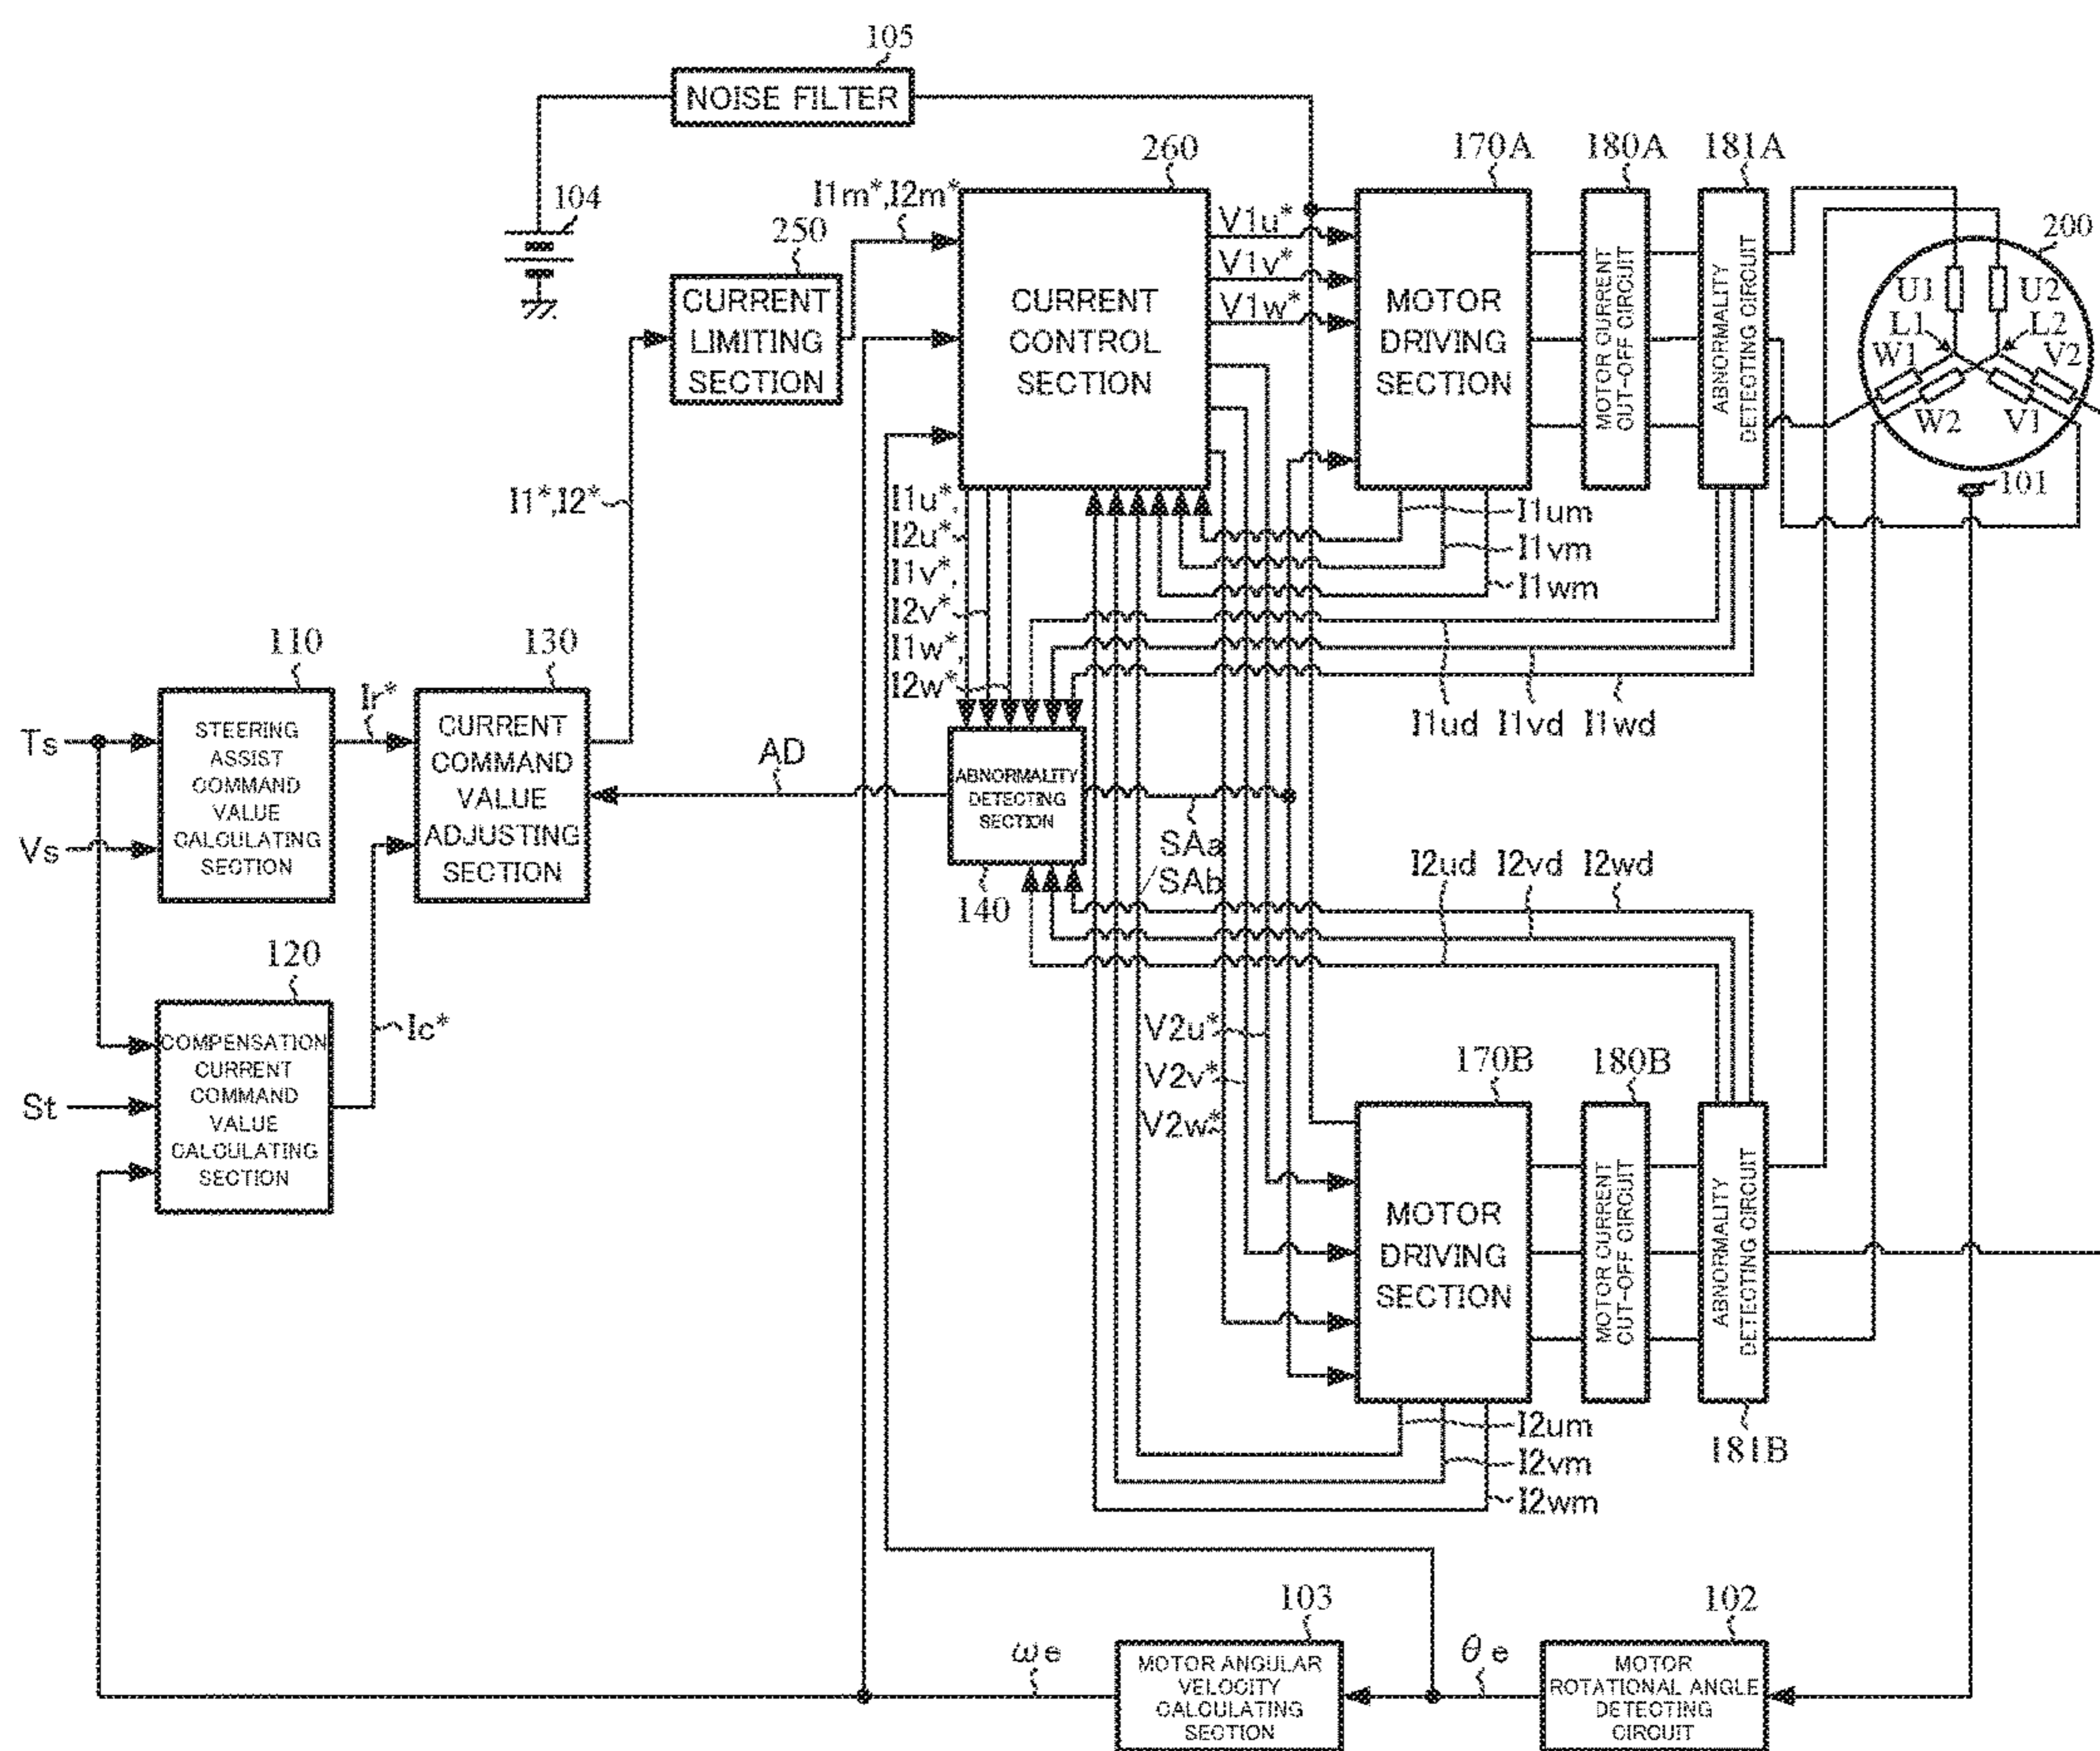 105
NOISE FILTER
104
I1m*,I2m*
250
CURRENT
LIMITING
SECTION
260
CURRENT
CONTROL
SECTION
V1u*
V1v*
V1w*
170A
MOTOR
DRIVING
SECTION
180A
MOTOR CURRENT
CUT-OFF CIRCUIT
181A
ABNORMALITY
DETECTING CIRCUIT
200
U1
U2
L1
L2
W1
V2
W2
V1
101
I1*,I2*
I1u*,
I2u*
I1v*,
I2v*
I1w*,
I2w*
I1um
I1vm
I1wm
I1ud I1vd I1wd
110
Ts
Vs
STEERING
ASSIST
COMMAND
VALUE
CALCULATING
SECTION
Ir*
130
CURRENT
COMMAND
VALUE
ADJUSTING
SECTION
AD
ABNORMALITY
DETECTING
SECTION
140
SAa
/SAb
I2ud I2vd I2wd
120
St
COMPENSATION
CURRENT
COMMAND
VALUE
CALCULATING
SECTION
Ic*
V2u*
V2v*
V2w*
170B
MOTOR
DRIVING
SECTION
180B
MOTOR CURRENT
CUT-OFF CIRCUIT
ABNORMALITY
DETECTING CIRCUIT
181B
I2um
I2vm
I2wm
ωe
103
MOTOR ANGULAR
VELOCITY
CALCULATING
SECTION
θe
102
MOTOR
ROTATIONAL ANGLE
DETECTING
CIRCUIT